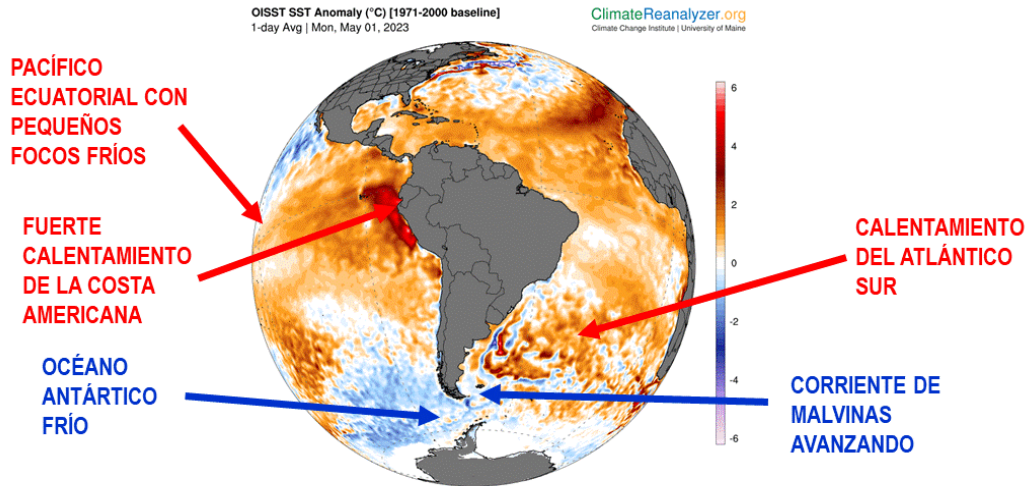 OISST SST Anomaly (°C) [1971-2000 baseline]
1-day Avg | Mon, May 01, 2023
ClimateReanalyzer.org
Climate Change Institute | University of Maine
PACÍFICO
ECUATORIAL CON
PEQUEÑOS
FOCOS FRÍOS
FUERTE
CALENTAMIENTO
DE LA COSTA
AMERICANA
OCÉANO
ANTÁRTICO
FRÍO
6
4
2
0
-2
-4
-6
CALENTAMIENTO
DEL ATLÁNTICO
SUR
CORRIENTE DE
MALVINAS
AVANZANDO